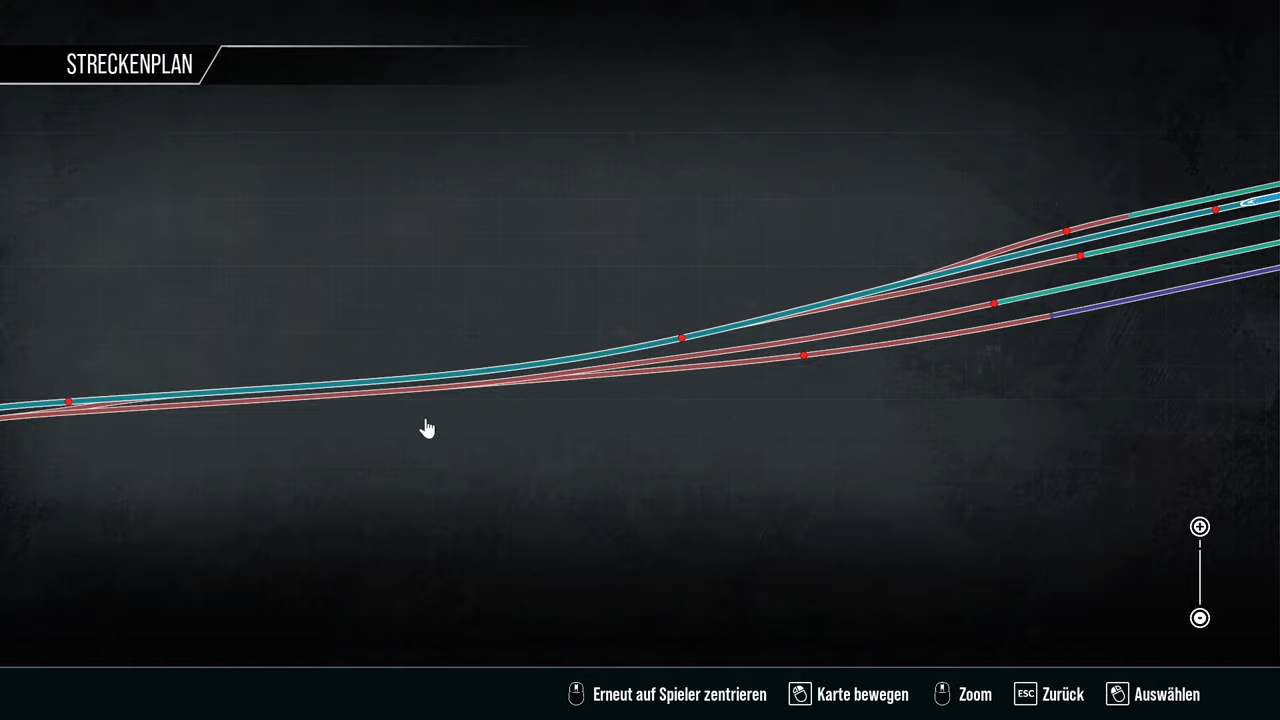 STRECKENPLAN
Erneut auf Spieler zentrieren
Karte bewegen
Zoom
ESC Zurück
Auswählen